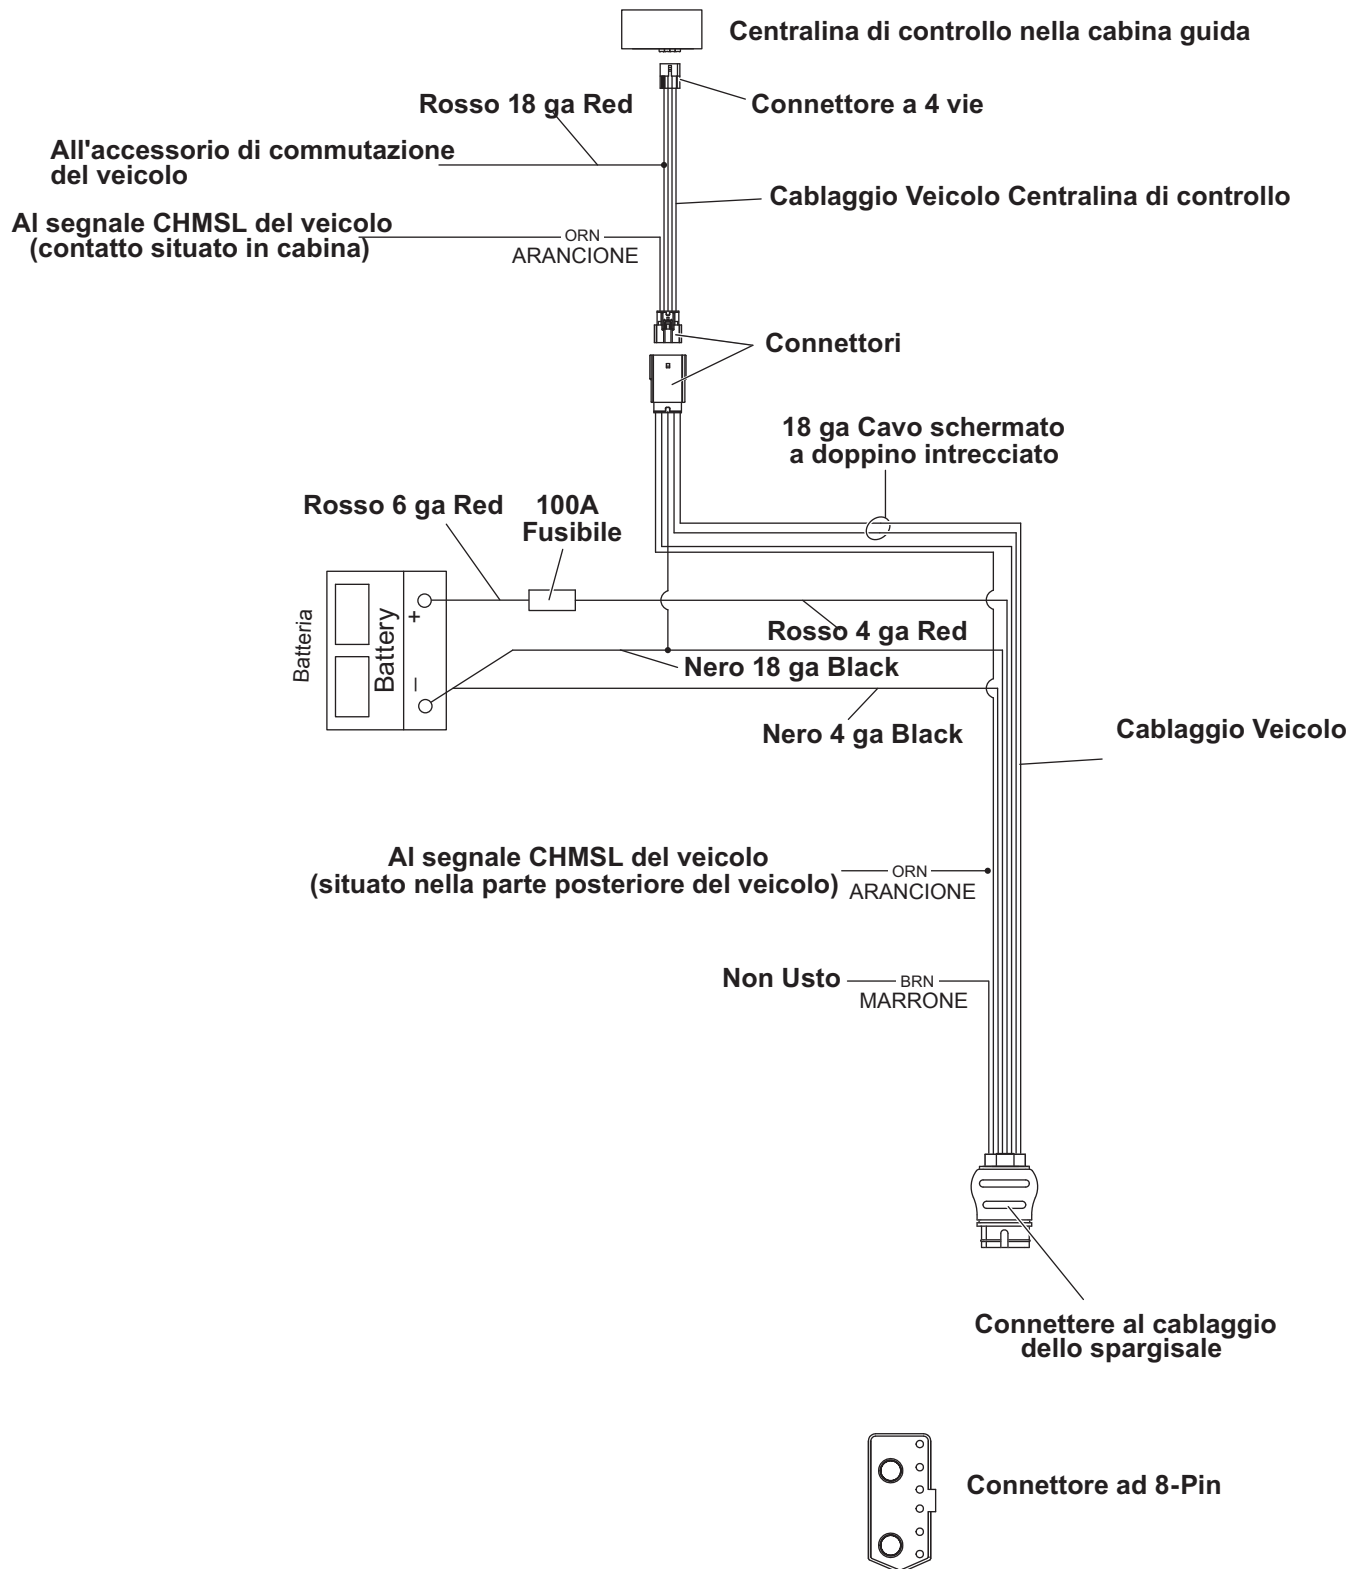 Centralina di controllo nella cabina guida
Rosso 18 ga Red
Connettore a 4 vie
All'accessorio di commutazione
del veicolo
Cablaggio Veicolo Centralina di controllo
Al segnale CHMSL del veicolo
(contatto situato in cabina)
ORN
ARANCIONE
Connettori
18 ga Cavo schermato
a doppino intrecciato
Rosso 6 ga Red
100A
Fusibile
Batteria
Battery
+
–
Rosso 4 ga Red
Nero 18 ga Black
Nero 4 ga Black
Cablaggio Veicolo
Al segnale CHMSL del veicolo
(situato nella parte posteriore del veicolo)
ORN
ARANCIONE
Non Usto
BRN
MARRONE
Connettere al cablaggio
dello spargisale
Connettore ad 8-Pin